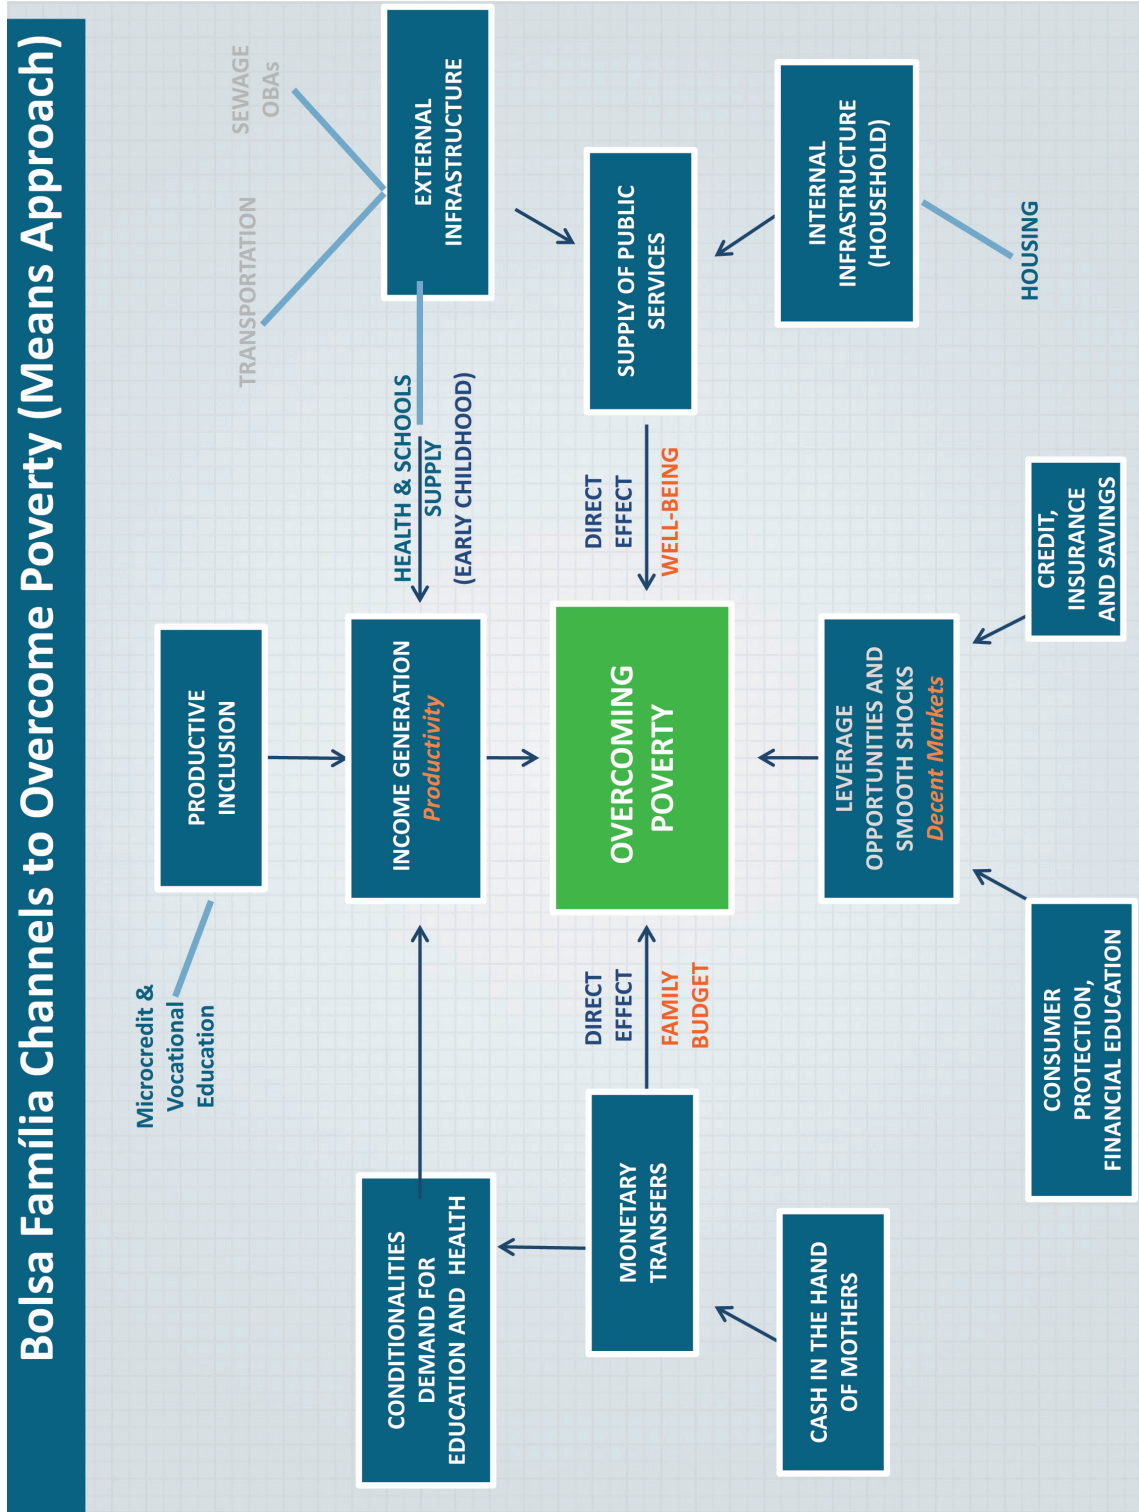 Bolsa Família Channels to Overcome Poverty (Means Approach)
Microcredit &
Vocational
Education
PRODUCTIVE
INCLUSION
TRANSPORTATION
SEWAGE
OBAs
CONDITIONALITIES
DEMAND FOR
EDUCATION AND HEALTH
INCOME GENERATION
Productivity
HEALTH & SCHOOLS
SUPPLY
(EARLY CHILDHOOD)
EXTERNAL
INFRASTRUCTURE
MONETARY
TRANSFERS
DIRECT
EFFECT
FAMILY
BUDGET
OVERCOMING
POVERTY
DIRECT
EFFECT
WELL-BEING
SUPPLY OF PUBLIC
SERVICES
CASH IN THE HAND
OF MOTHERS
LEVERAGE
OPPORTUNITIES AND
SMOOTH SHOCKS
Decent Markets
INTERNAL
INFRASTRUCTURE
(HOUSEHOLD)
CONSUMER
PROTECTION,
FINANCIAL EDUCATION
CREDIT,
INSURANCE
AND SAVINGS
HOUSING